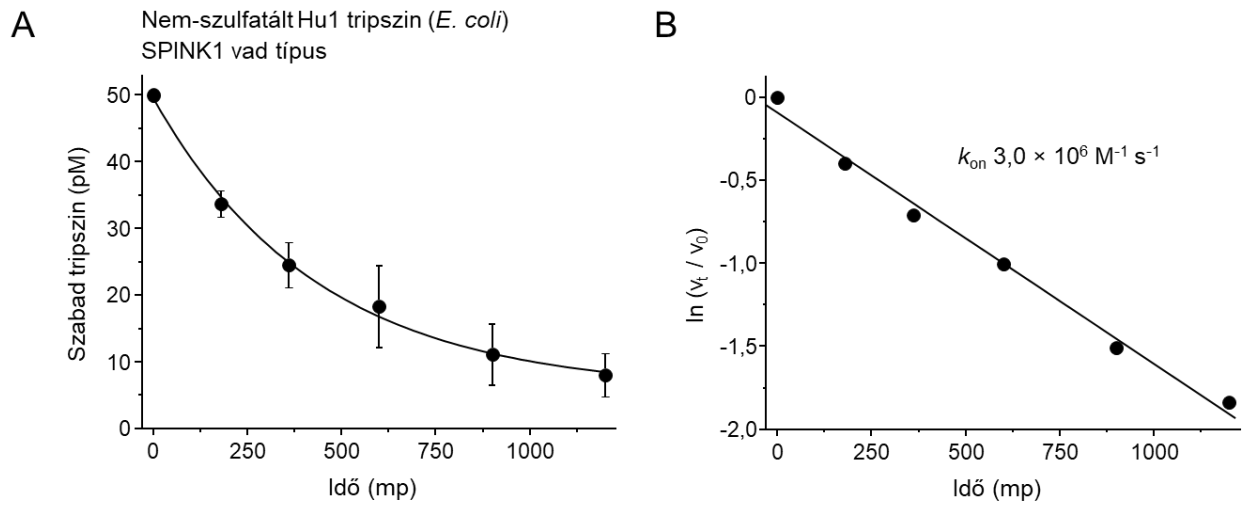 A
Nem-szulfatált Hu1 tripszin (E. coli)
SPINK1 vad típus
Szabad tripszin (pM)
50
40
30
20
10
0
0 250 500 750 1000
Idő (mp)
B
ln (vt / v0)
0
-0,5
-1,0
-1,5
-2,0
kon 3,0 × 10⁶ M⁻¹ s⁻¹
0 250 500 750 1000
Idő (mp)